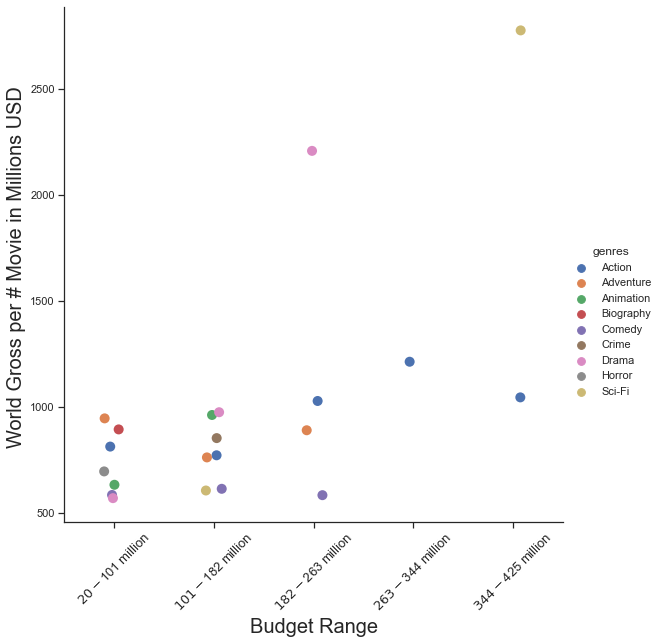 World Gross per # Movie in Millions USD
2500
2000
1500
1000
500
20 − 101 million
101 − 182 million
182 − 263 million
263 − 344 million
344 − 425 million
Budget Range
genres
Action
Adventure
Animation
Biography
Comedy
Crime
Drama
Horror
Sci-Fi